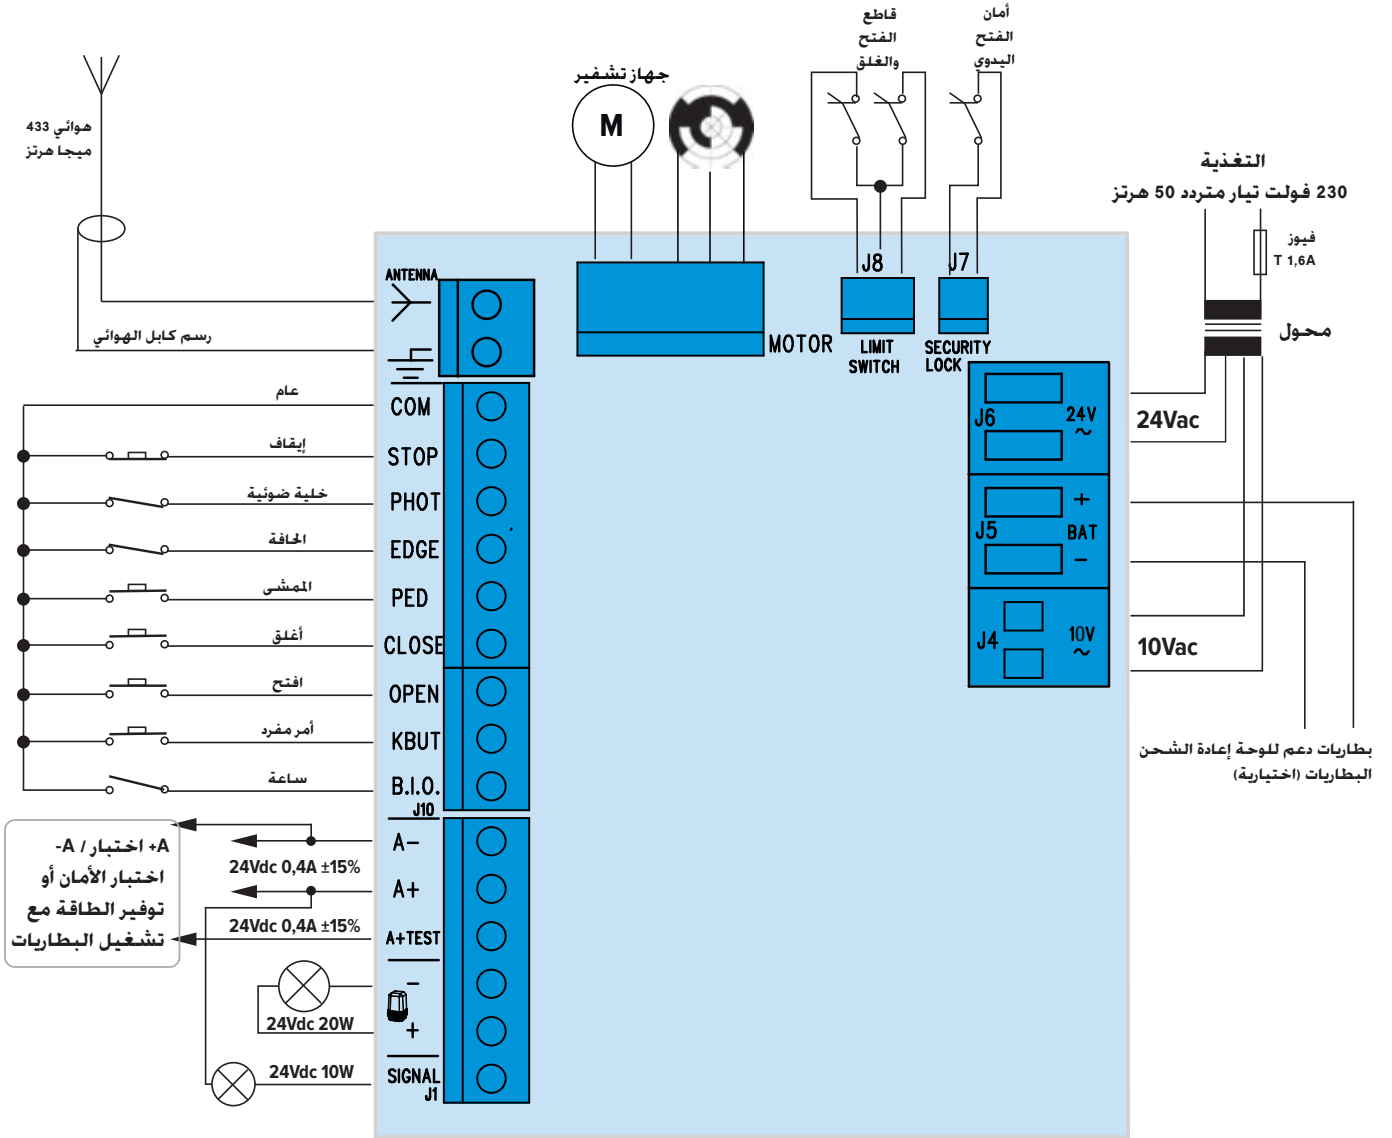 قاطع
الفتح
والغلق
أمان
الفتح
اليدوي
جهاز تشفير
M
هوائي 433
ميجا هرتز
التغذية
230 فولت تيار متردد 50 هرتز
فيوز
T 1,6A
محول
ANTENNA
رسم كابل الهوائي
MOTOR
J8
LIMIT
SWITCH
J7
SECURITY
LOCK
J6
24V
~
24Vac
J5
+
BAT
−
J4
10V
~
10Vac
بطاريات دعم للوحة إعادة الشحن
البطاريات (اختيارية)
عام
COM
إيقاف
STOP
خلية ضوئية
PHOT
الحافة
EDGE
الممشى
PED
أغلق
CLOSE
افتح
OPEN
أمر مفرد
KBUT
ساعة
B.I.O.
J10
A−
24Vdc 0,4A ±15%
A+
24Vdc 0,4A ±15%
A+TEST
A+ اختبار / A-
اختبار الأمان أو
توفير الطاقة مع
تشغيل البطاريات
−
24Vdc 20W
+
24Vdc 10W
SIGNAL
J1